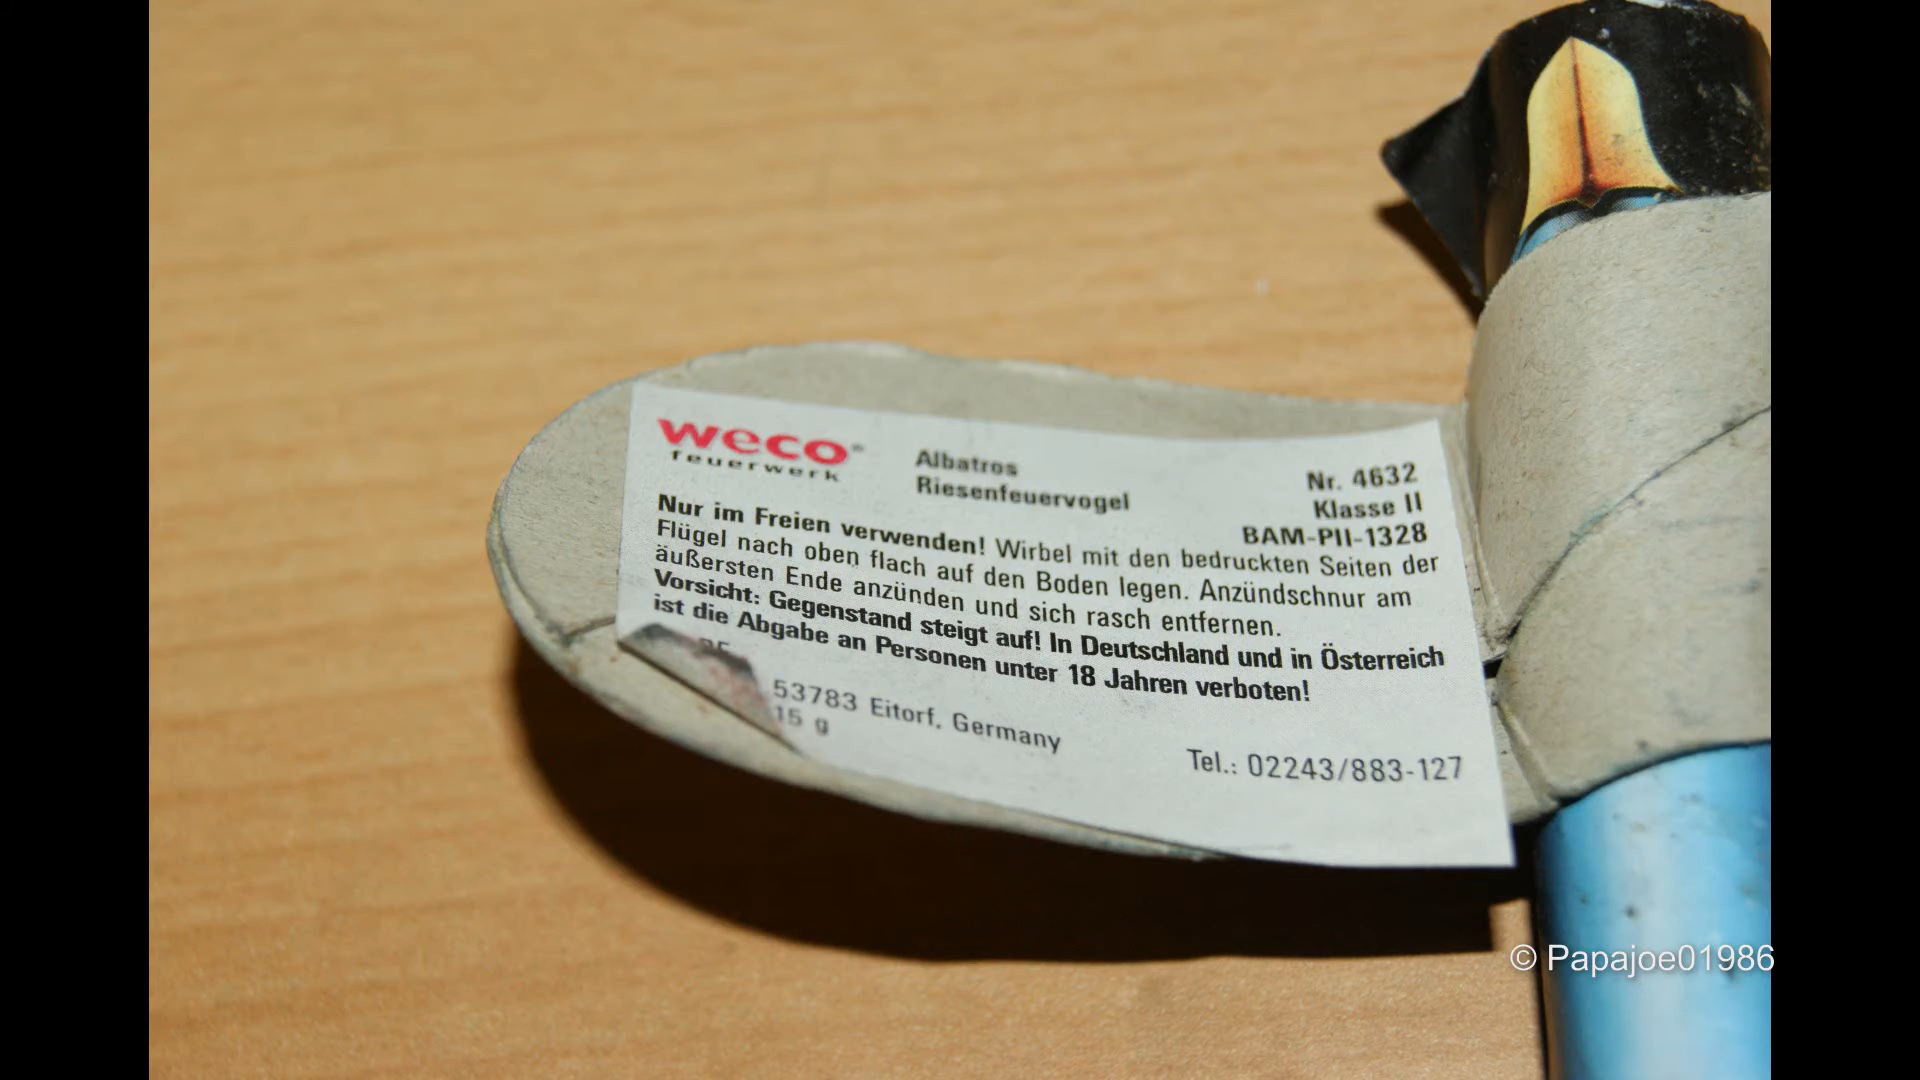 weco®
feuerwerk
Albatros
Riesenfeuervogel
Nr. 4632
Klasse II
BAM-PII-1328
Nur im Freien verwenden! Wirbel mit den bedruckten Seiten der
Flügel nach oben flach auf den Boden legen. Anzündschnur am
äußersten Ende anzünden und sich rasch entfernen.
Vorsicht: Gegenstand steigt auf! In Deutschland und in Österreich
ist die Abgabe an Personen unter 18 Jahren verboten!
53783 Eitorf, Germany
15 g
Tel.: 02243/883-127
© Papajoe01986